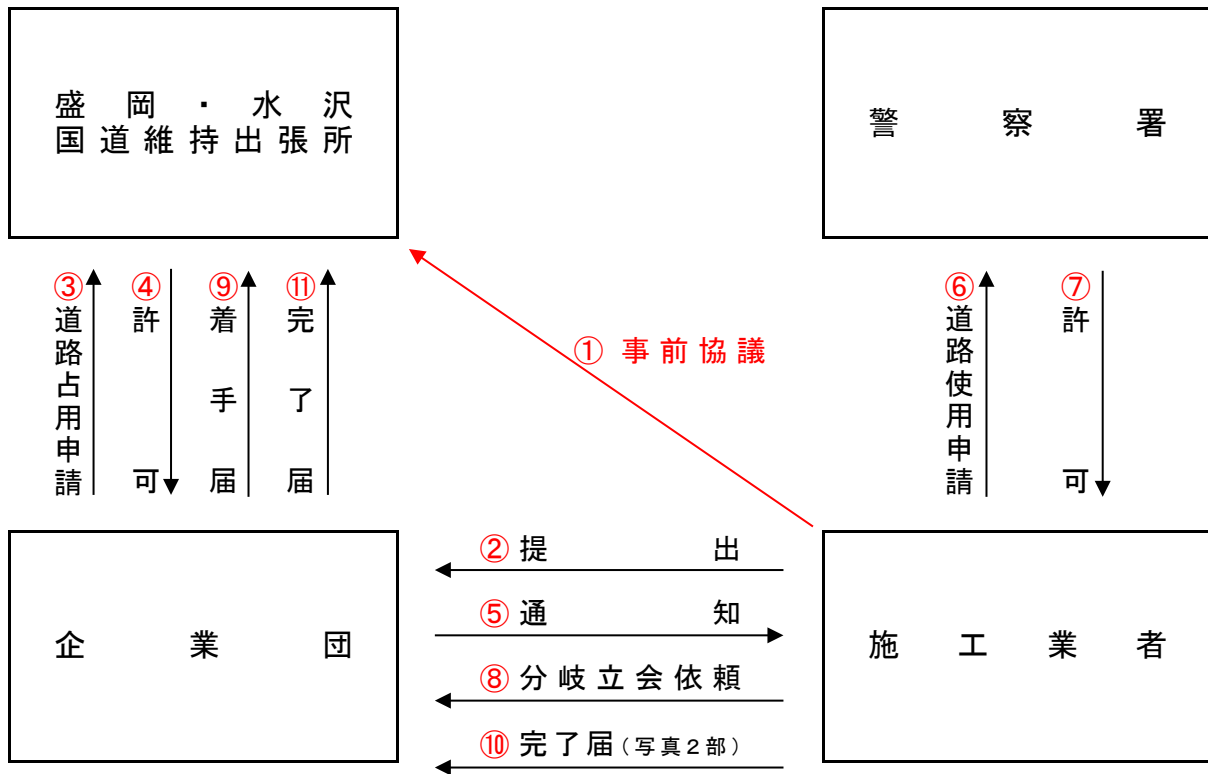 盛岡・水沢
国道維持出張所
警察署
③道路占用申請
④許可
⑨着手届
⑪完了届
①事前協議
⑥道路使用申請
⑦許可
企業団
②提出
⑤通知
⑧分岐立会依頼
⑩完了届(写真2部)
施工業者